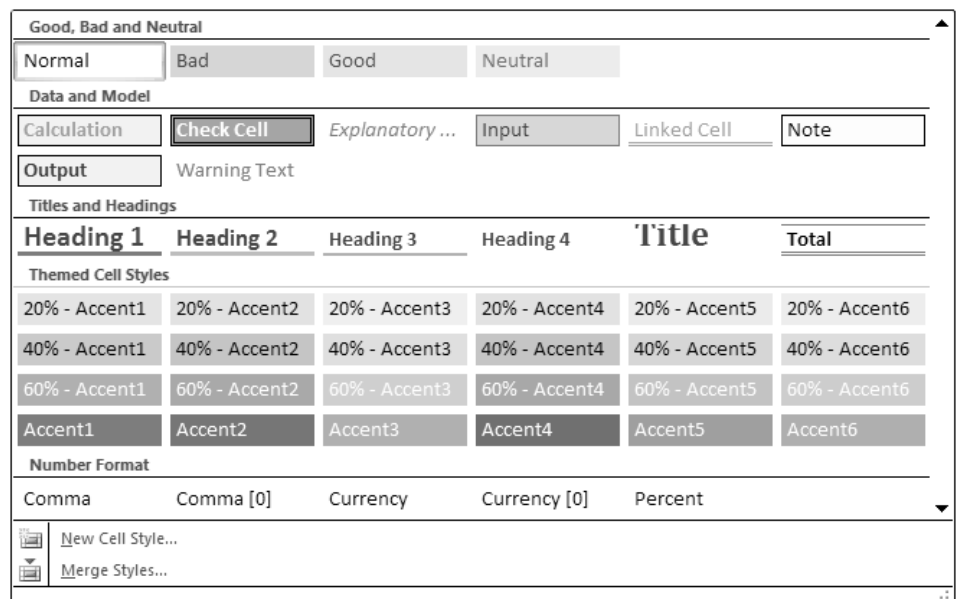 Good, Bad and Neutral
Normal Bad Good Neutral
Data and Model
Calculation Check Cell Explanatory ... Input Linked Cell Note
Output Warning Text
Titles and Headings
Heading 1 Heading 2 Heading 3 Heading 4 Title Total
Themed Cell Styles
20% - Accent1 20% - Accent2 20% - Accent3 20% - Accent4 20% - Accent5 20% - Accent6
40% - Accent1 40% - Accent2 40% - Accent3 40% - Accent4 40% - Accent5 40% - Accent6
60% - Accent1 60% - Accent2 60% - Accent3 60% - Accent4 60% - Accent5 60% - Accent6
Accent1 Accent2 Accent3 Accent4 Accent5 Accent6
Number Format
Comma Comma [0] Currency Currency [0] Percent
New Cell Style...
Merge Styles...